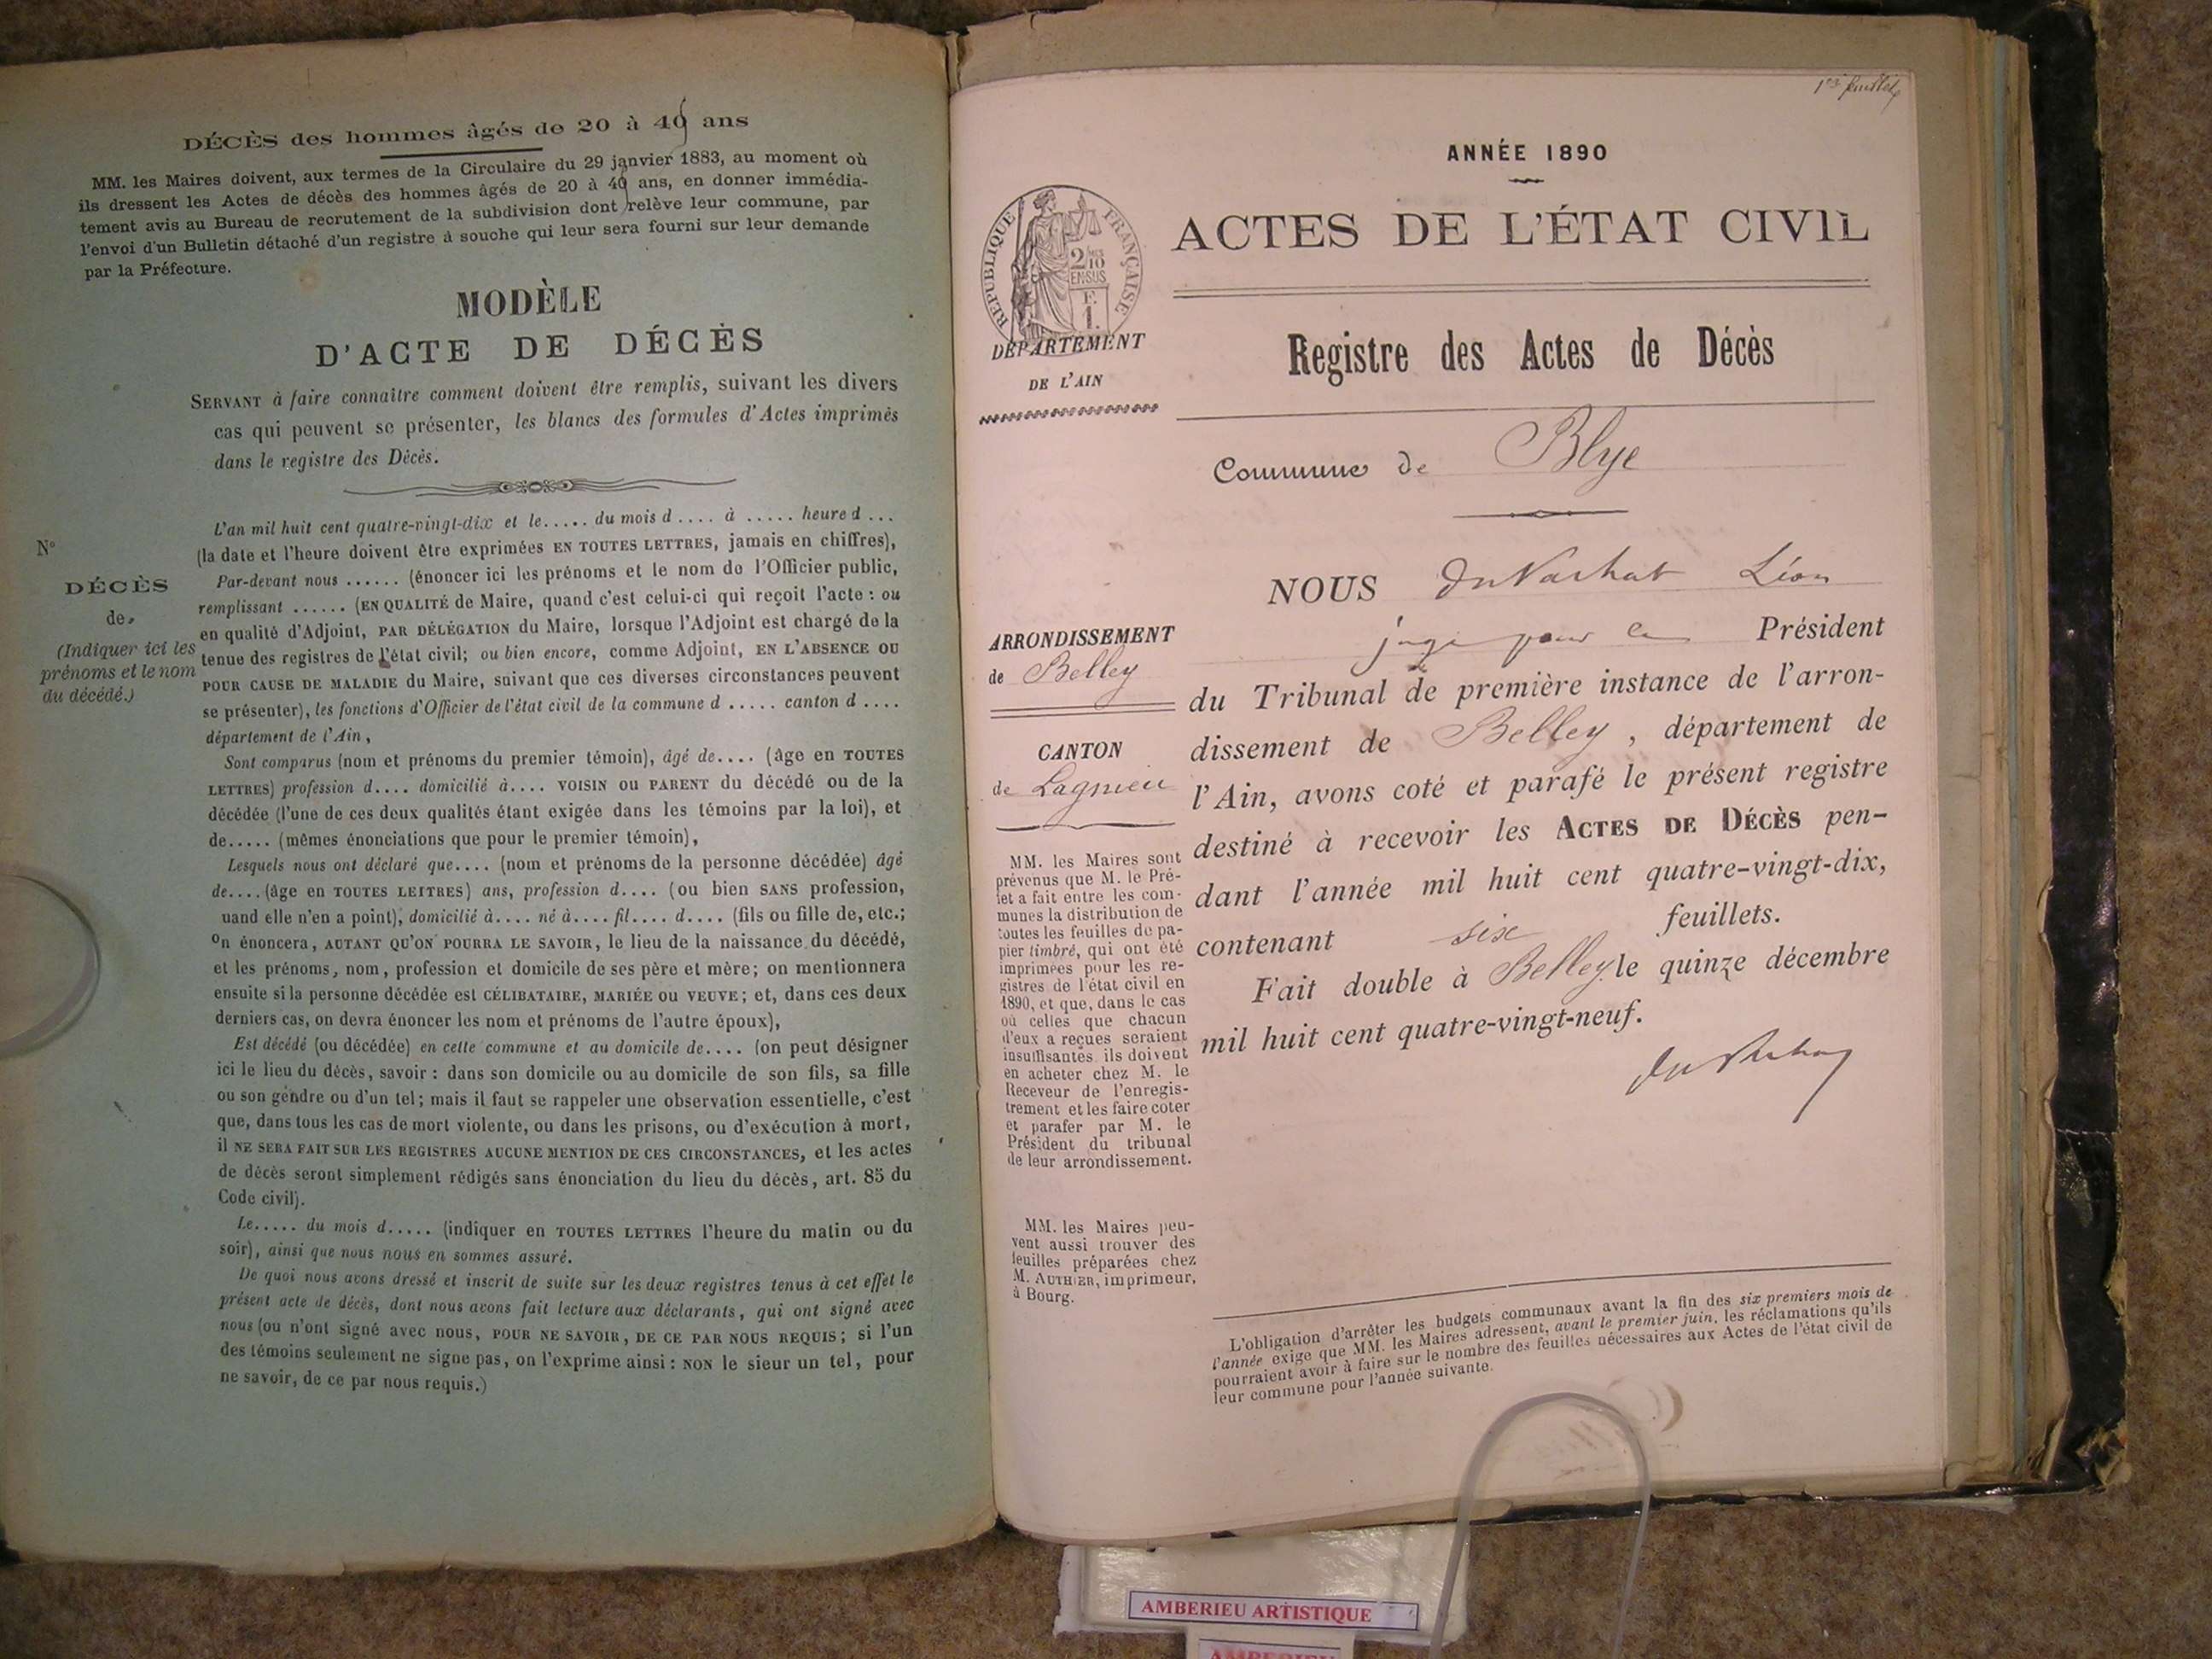 DÉCÈS des hommes âgés de 20 à 45 ans
MM. les Maires doivent, aux termes de la Circulaire du 29 janvier 1883, au moment où
ils dressent les Actes de décès des hommes âgés de 20 à 45 ans, en donner immédia-
tement avis au Bureau de recrutement de la subdivision dont relève leur commune, par
l'envoi d'un Bulletin détaché d'un registre à souche qui leur sera fourni sur leur demande
par la Préfecture.
MODÈLE
D'ACTE DE DÉCÈS
SERVANT à faire connaître comment doivent être remplis, suivant les divers
cas qui peuvent se présenter, les blancs des formules d'Actes imprimés
dans le registre des Décès.
N°
DÉCÈS
de
(Indiquer ici les
prénoms et le nom
du décédé.)
L'an mil huit cent quatre-vingt-dix et le..... du mois d .... à ..... heure d ...
(la date et l'heure doivent être exprimées EN TOUTES LETTRES, jamais en chiffres),
Par-devant nous ...... (énoncer ici les prénoms et le nom de l'Officier public,
remplissant ...... (EN QUALITÉ de Maire, quand c'est celui-ci qui reçoit l'acte : ou
en qualité d'Adjoint, PAR DÉLÉGATION du Maire, lorsque l'Adjoint est chargé de la
tenue des registres de l'état civil; ou bien encore, comme Adjoint, EN L'ABSENCE OU
POUR CAUSE DE MALADIE du Maire, suivant que ces diverses circonstances peuvent
se présenter), les fonctions d'Officier de l'état civil de la commune d ..... canton d ....
département de l'Ain,
Sont comparus (nom et prénoms du premier témoin), âgé de.... (âge en TOUTES
LETTRES) profession d.... domicilié à.... VOISIN OU PARENT du décédé ou de la
décédée (l'une de ces deux qualités étant exigée dans les témoins par la loi), et
de..... (mêmes énonciations que pour le premier témoin),
Lesquels nous ont déclaré que.... (nom et prénoms de la personne décédée) âgé
de....(âge en TOUTES LETTRES) ans, profession d.... (ou bien SANS profession,
uand elle n'en a point), domicilié à.... né à.... fil.... d.... (fils ou fille de, etc.;
on énoncera, AUTANT QU'ON POURRA LE SAVOIR, le lieu de la naissance du décédé,
et les prénoms, nom, profession et domicile de ses père et mère; on mentionnera
ensuite si la personne décédée est CÉLIBATAIRE, MARIÉE OU VEUVE; et, dans ces deux
derniers cas, on devra énoncer les nom et prénoms de l'autre époux),
Est décédé (ou décédée) en cette commune et au domicile de.... (on peut désigner
ici le lieu du décès, savoir : dans son domicile ou au domicile de son fils, sa fille
ou son gendre ou d'un tel; mais il faut se rappeler une observation essentielle, c'est
que, dans tous les cas de mort violente, ou dans les prisons, ou d'exécution à mort,
il NE SERA FAIT SUR LES REGISTRES AUCUNE MENTION DE CES CIRCONSTANCES, et les actes
de décès seront simplement rédigés sans énonciation du lieu du décès, art. 85 du
Code civil).
Le..... du mois d..... (indiquer en TOUTES LETTRES l'heure du matin ou du
soir), ainsi que nous nous en sommes assuré.
De quoi nous avons dressé et inscrit de suite sur les deux registres tenus à cet effet le
présent acte de décès, dont nous avons fait lecture aux déclarants, qui ont signé avec
nous (ou n'ont signé avec nous, POUR NE SAVOIR, DE CE PAR NOUS REQUIS; si l'un
des témoins seulement ne signe pas, on l'exprime ainsi : NON le sieur un tel, pour
ne savoir, de ce par nous requis.)
1er feuillet
ANNÉE 1890
ACTES DE L'ÉTAT CIVIL
RÉPUBLIQUE FRANÇAISE
2/10 EN SUS
F.
1.
DÉPARTEMENT
DE L'AIN
Registre des Actes de Décès
Commune de Blye
ARRONDISSEMENT
de Belley
CANTON
de Lagnieu
MM. les Maires sont
prévenus que M. le Pré-
fet a fait entre les com-
munes la distribution de
toutes les feuilles de pa-
pier timbré, qui ont été
imprimées pour les re-
gistres de l'état civil en
1890, et que, dans le cas
où celles que chacun
d'eux a reçues seraient
insuffisantes ils doivent
en acheter chez M. le
Receveur de l'enregis-
trement et les faire coter
et parafer par M. le
Président du tribunal
de leur arrondissement.
MM. les Maires peu-
vent aussi trouver des
feuilles préparées chez
M. AUTHIER, imprimeur,
à Bourg.
NOUS duVachat Léon
juge pour le Président
du Tribunal de première instance de l'arron-
dissement de Belley, département de
l'Ain, avons coté et parafé le présent registre
destiné à recevoir les ACTES DE DÉCÈS pen-
dant l'année mil huit cent quatre-vingt-dix,
contenant six feuillets.
Fait double à Belley le quinze décembre
mil huit cent quatre-vingt-neuf.
duVachat
L'obligation d'arrêter les budgets communaux avant la fin des six premiers mois de
l'année exige que MM. les Maires adressent, avant le premier juin, les réclamations qu'ils
pourraient avoir à faire sur le nombre des feuilles nécessaires aux Actes de l'état civil de
leur commune pour l'année suivante.
AMBERIEU ARTISTIQUE
AMBERIEU